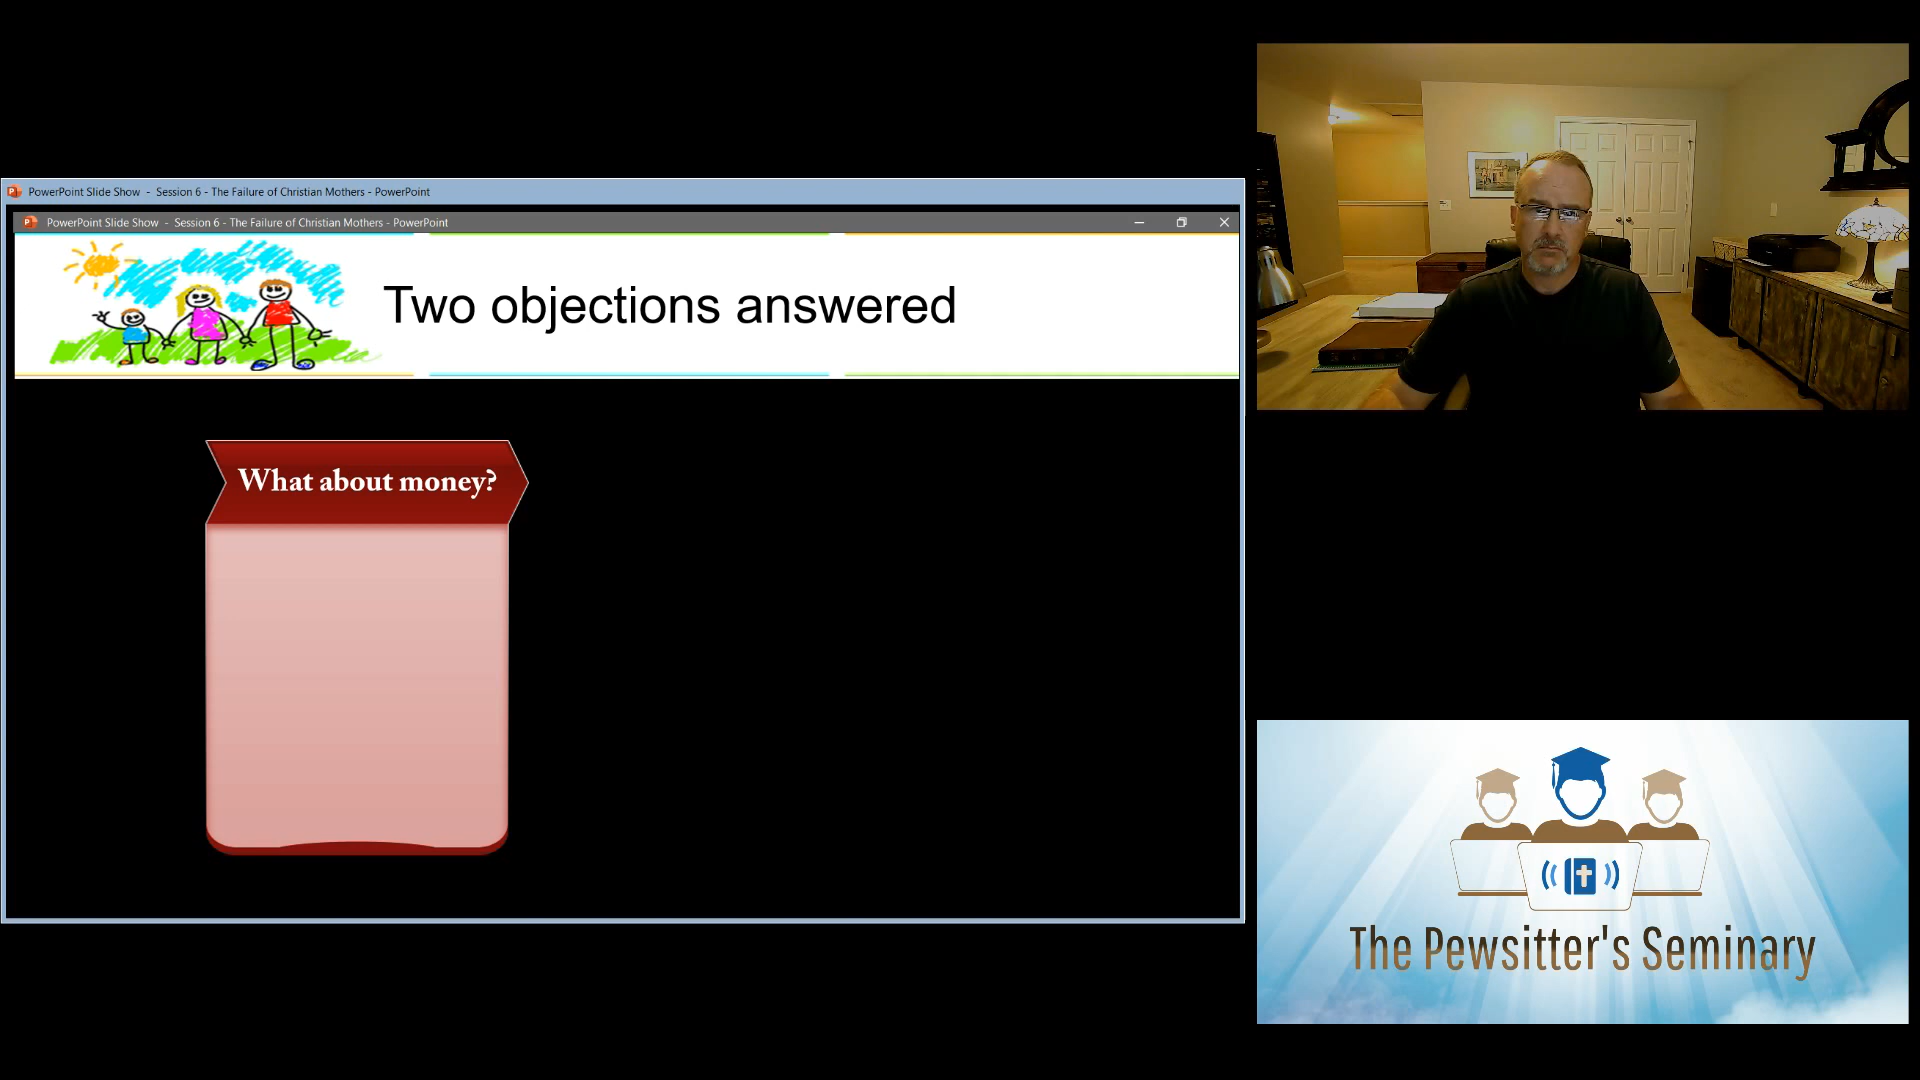 PowerPoint Slide Show - Session 6 - The Failure of Christian Mothers - PowerPoint
PowerPoint Slide Show - Session 6 - The Failure of Christian Mothers - PowerPoint
Two objections answered
What about money?
The Pewsitter's Seminary